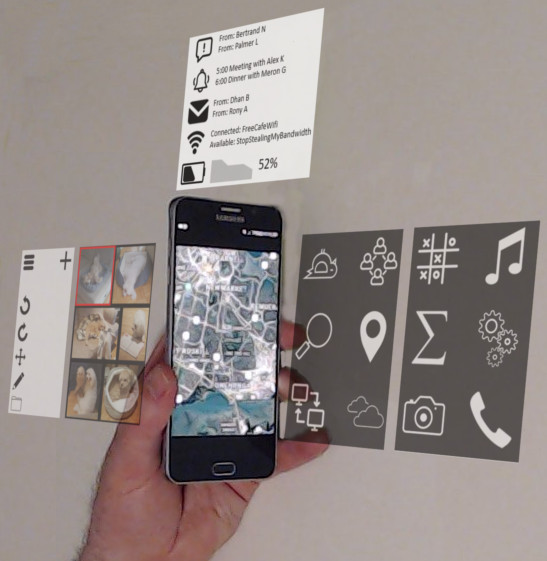 From: Bertrand N
From: Palmer L
5:00 Meeting with Alex K
6:00 Dinner with Meron G
From: Dhan B
From: Rony A
Connected: FreeCafeWifi
Available: StopStealingMyBandwidth
52%
SAMSUNG
NEWMARKET